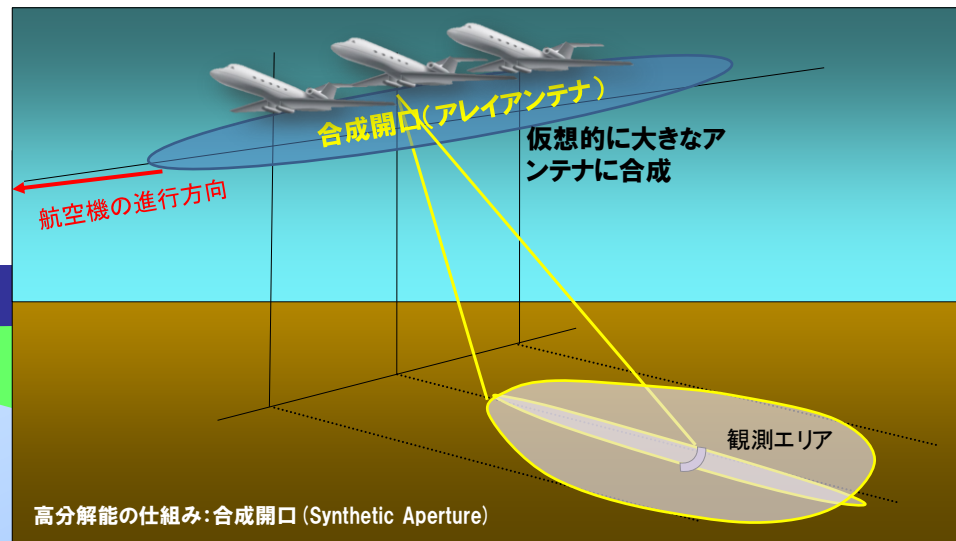 合成開口(アレイアンテナ)
仮想的に大きなア
ンテナに合成
航空機の進行方向
観測エリア
高分解能の仕組み:合成開口(Synthetic Aperture)